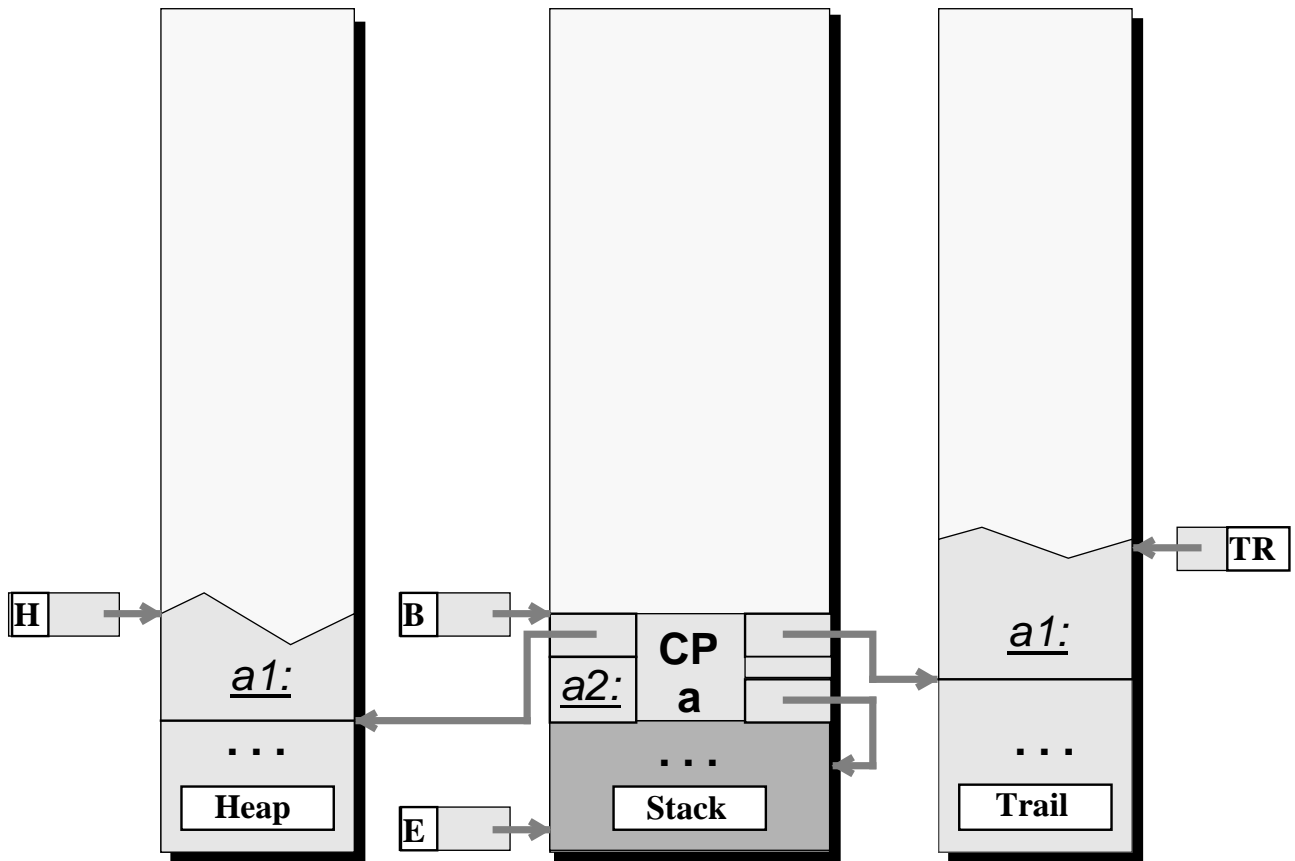 TR
H
B
CP
a
a1:
a2:
a1:
. . .
. . .
. . .
Heap
Stack
Trail
E